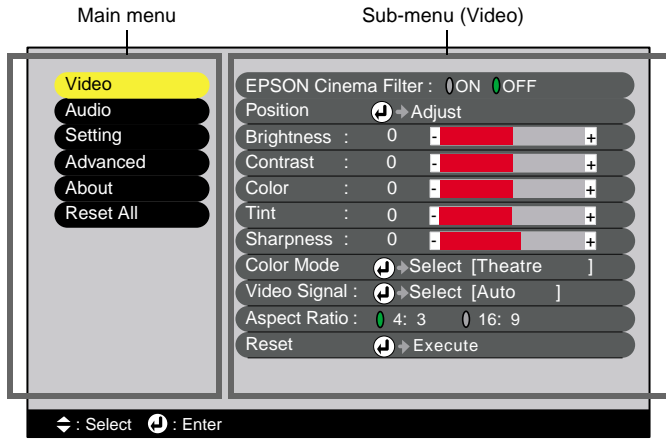 Main menu
Sub-menu (Video)
Video
Audio
Setting
Advanced
About
Reset All
EPSON Cinema Filter : ON OFF
Position Adjust
Brightness : 0 - +
Contrast : 0 - +
Color : 0 - +
Tint : 0 - +
Sharpness : 0 - +
Color Mode Select [Theatre ]
Video Signal : Select [Auto ]
Aspect Ratio : 4: 3 16: 9
Reset Execute
: Select : Enter